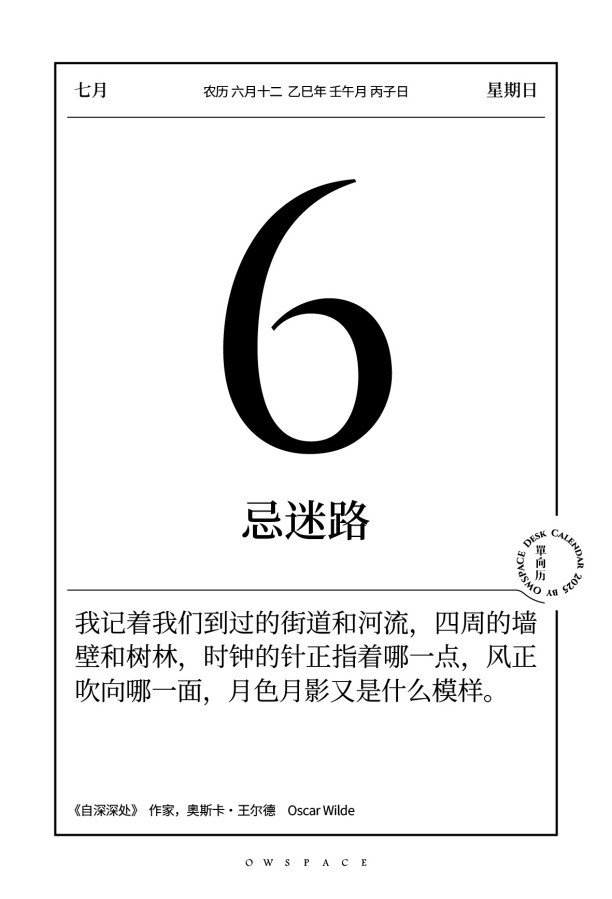 七月 农历 六月十二 乙巳年 壬午月 丙子日 星期日
6
忌迷路
單向历
OWSPACE DESK CALENDAR 2025 BY
我记着我们到过的街道和河流，四周的墙
壁和树林，时钟的针正指着哪一点，风正
吹向哪一面，月色月影又是什么模样。
《自深深处》 作家，奥斯卡·王尔德 Oscar Wilde
OWSPACE